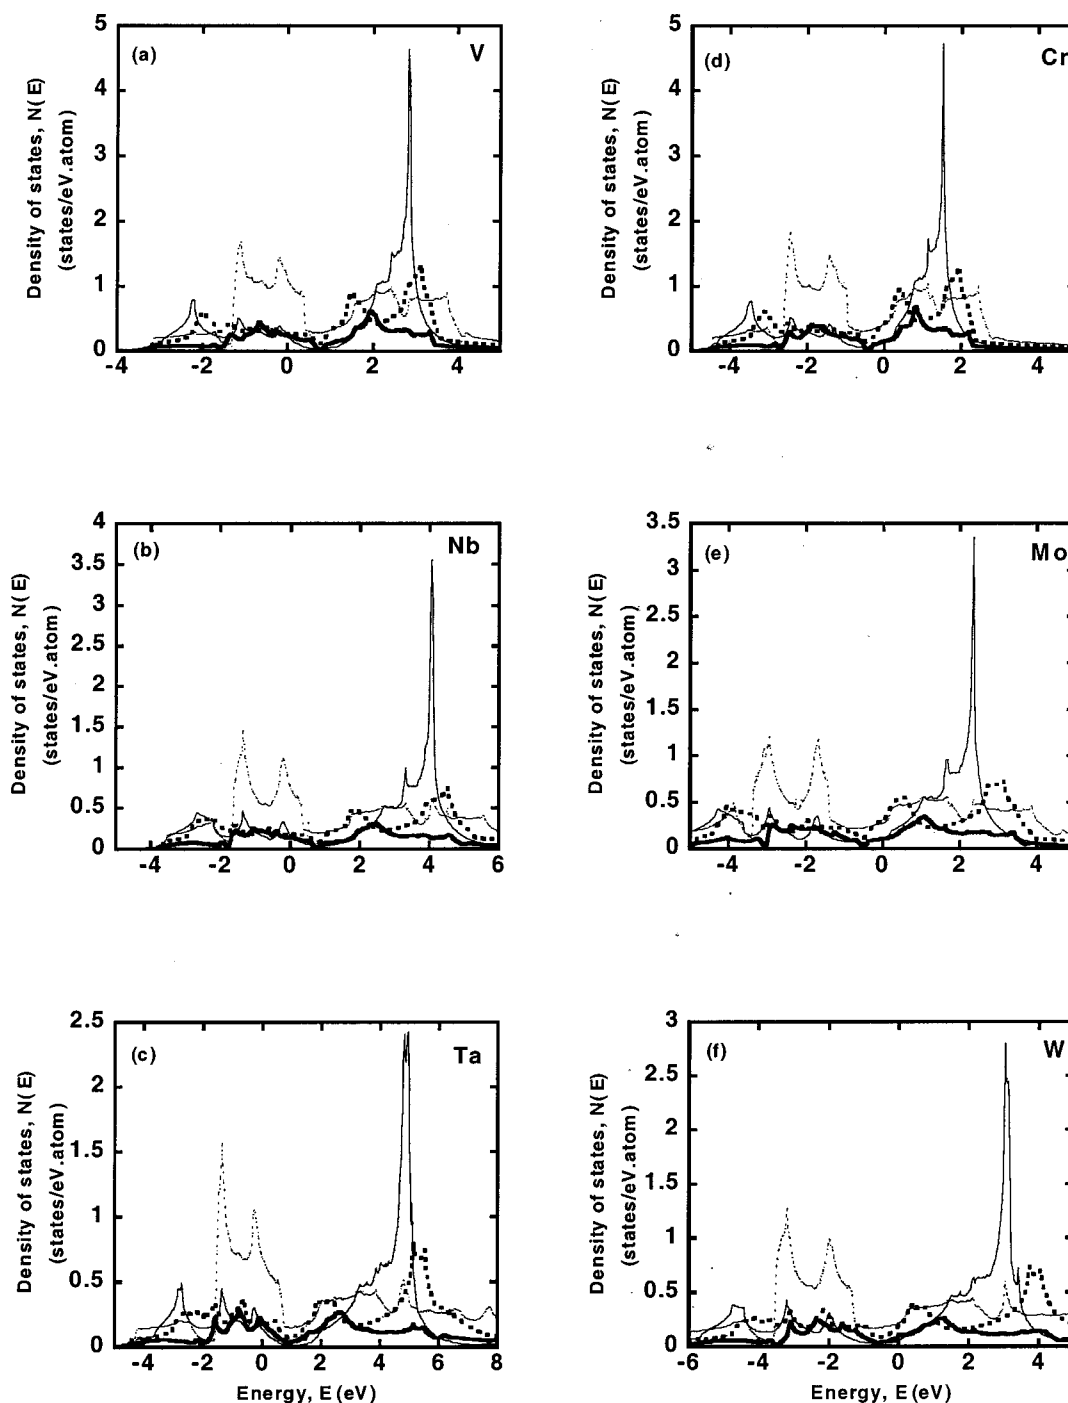 (a) V
Density of states, N(E)
(states/eV.atom)
5
4
3
2
1
0
-4 -2 0 2 4
(d) Cr
Density of states, N(E)
(states/eV.atom)
5
4
3
2
1
0
-4 -2 0 2 4
(b) Nb
Density of states, N(E)
(states/eV.atom)
4
3.5
3
2.5
2
1.5
1
0.5
0
-4 -2 0 2 4 6
(e) Mo
Density of states, N(E)
(states/eV.atom)
3.5
3
2.5
2
1.5
1
0.5
0
-4 -2 0 2 4
(c) Ta
Density of states, N(E)
(states/eV.atom)
2.5
2
1.5
1
0.5
0
-4 -2 0 2 4 6 8
Energy, E(eV)
(f) W
Density of states, N(E)
(states/eV.atom)
3
2.5
2
1.5
1
0.5
0
-6 -4 -2 0 2 4
Energy, E(eV)